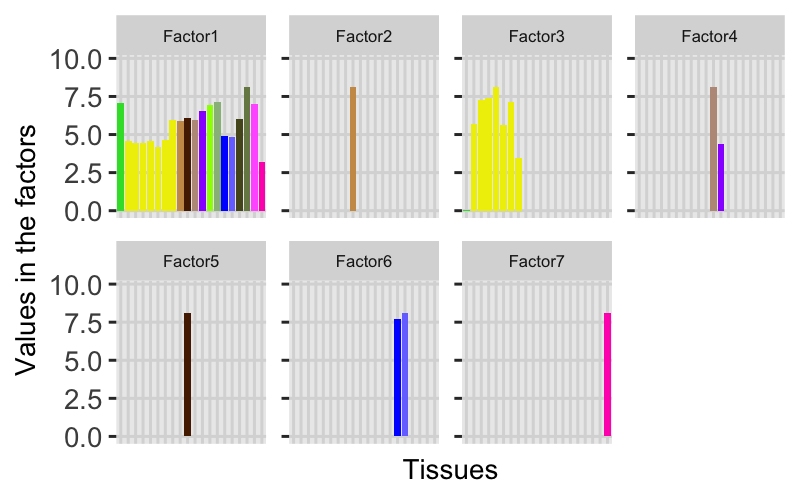 Factor1 Factor2 Factor3 Factor4
10.0
7.5
5.0
2.5
0.0
Factor5 Factor6 Factor7
10.0
7.5
5.0
2.5
0.0
Values in the factors
Tissues